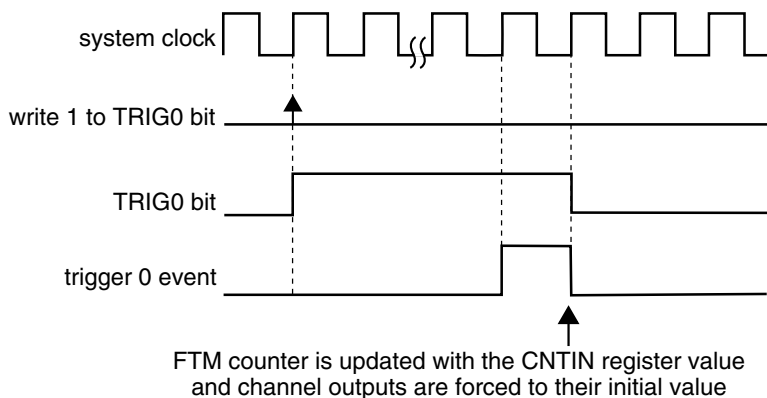 system clock
write 1 to TRIG0 bit
TRIG0 bit
trigger 0 event
FTM counter is updated with the CNTIN register value
and channel outputs are forced to their initial value